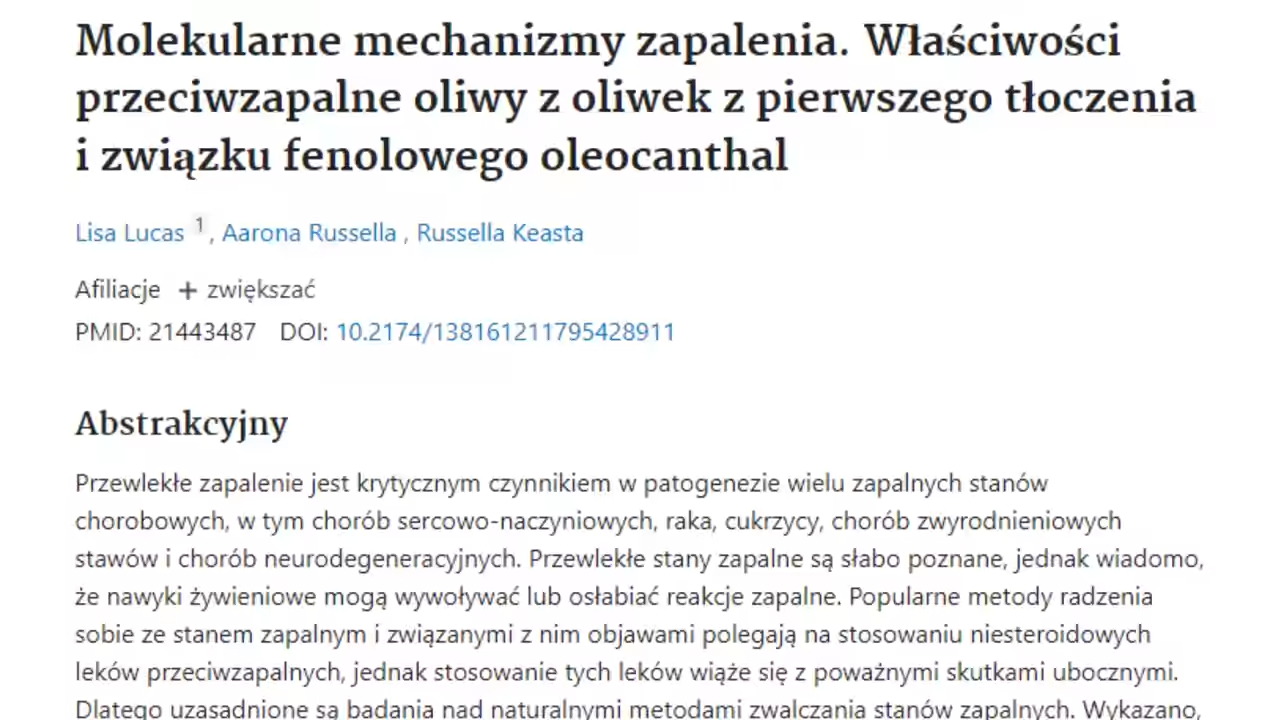 Molekularne mechanizmy zapalenia. Właściwości
przeciwzapalne oliwy z oliwek z pierwszego tłoczenia
i związku fenolowego oleocanthal
Lisa Lucas 1 , Aarona Russella , Russella Keasta
Afiliacje + zwiększać
PMID: 21443487 DOI: 10.2174/138161211795428911
Abstrakcyjny
Przewlekłe zapalenie jest krytycznym czynnikiem w patogenezie wielu zapalnych stanów
chorobowych, w tym chorób sercowo-naczyniowych, raka, cukrzycy, chorób zwyrodnieniowych
stawów i chorób neurodegeneracyjnych. Przewlekłe stany zapalne są słabo poznane, jednak wiadomo,
że nawyki żywieniowe mogą wywoływać lub osłabiać reakcje zapalne. Popularne metody radzenia
sobie ze stanem zapalnym i związanymi z nim objawami polegają na stosowaniu niesteroidowych
leków przeciwzapalnych, jednak stosowanie tych leków wiąże się z poważnymi skutkami ubocznymi.
Dlatego uzasadnione są badania nad naturalnymi metodami zwalczania stanów zapalnych. Wykazano,